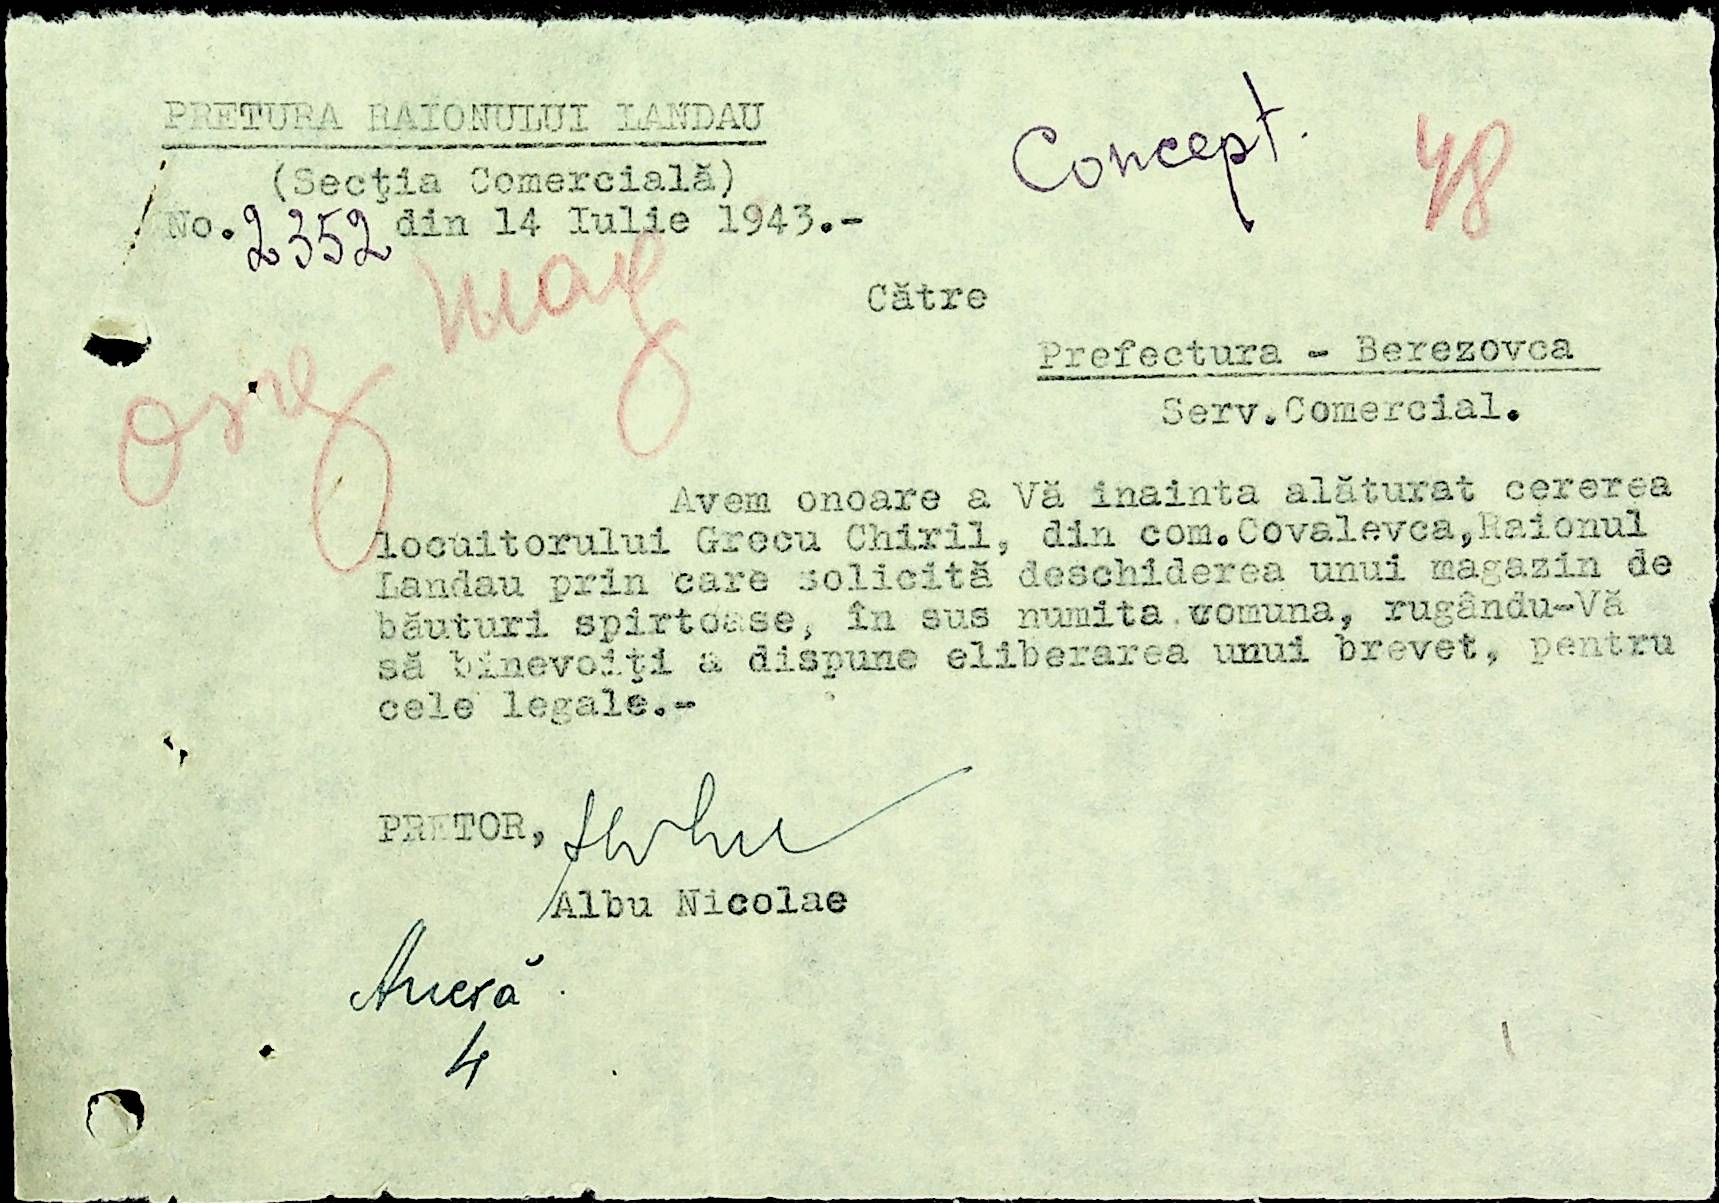 PRETURA RAIONULUI LANDAU
(Secţia Comercială)
No. 2352 din 14 Iulie 1943.-
Concept.
48
Către
Prefectura - Berezovca
Serv.Comercial.
Avem onoare a Vă inainta alăturat cererea
locuitorului Grecu Chiril, din com.Covalevca,Raionul
Landau prin care solicită deschiderea unui magazin de
băuturi spirtoase, în sus numita comuna, rugându-Vă
să binevoiţi a dispune eliberarea unui brevet, pentru
cele legale.-
PRETOR,
Albu Nicolae
Anexă.
4